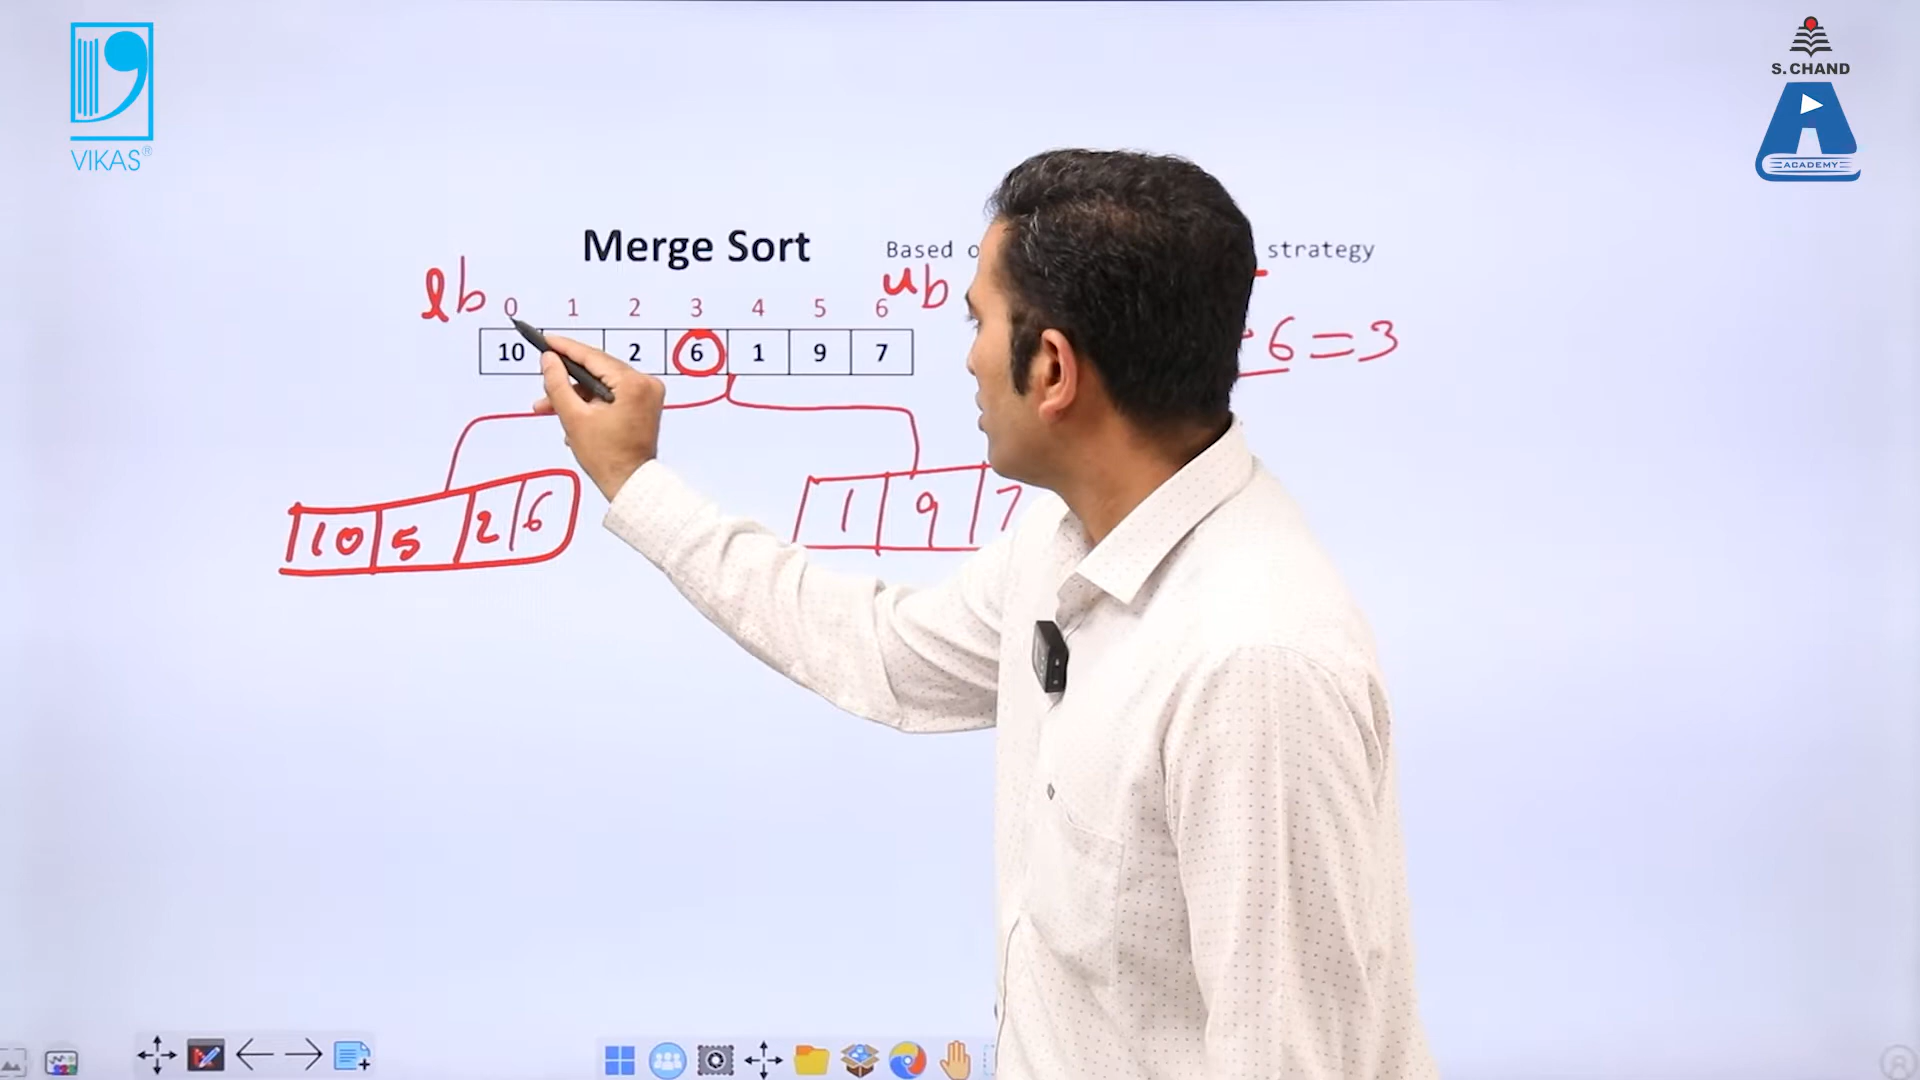 VIKAS®
S. CHAND
ACADEMY
Merge Sort
Based
strategy
lb
ub
0 1 2 3 4 5 6
10 2 6 1 9 7
6 = 3
10 5 2 6
1 9 7